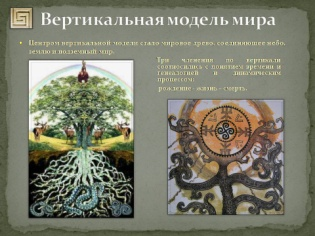 Вертикальная модель мира
Центром вертикальной модели стало мировое древо, соединяющее небо,
землю и подземный мир.
Три членения по вертикали
соотносились с понятием времени и
генеалогией и динамическим
процессом:
рождение - жизнь - смерть.